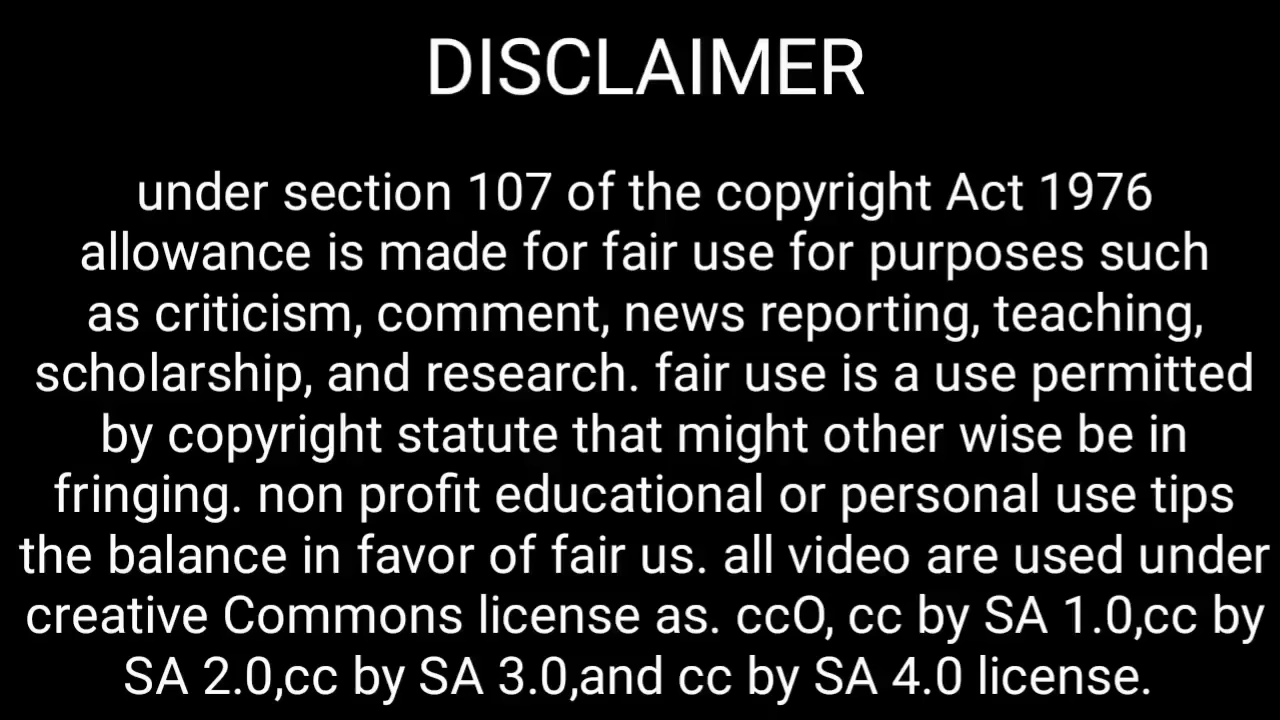 DISCLAIMER
under section 107 of the copyright Act 1976
allowance is made for fair use for purposes such
as criticism, comment, news reporting, teaching,
scholarship, and research. fair use is a use permitted
by copyright statute that might other wise be in
fringing. non profit educational or personal use tips
the balance in favor of fair us. all video are used under
creative Commons license as. ccO, cc by SA 1.0,cc by
SA 2.0,cc by SA 3.0,and cc by SA 4.0 license.